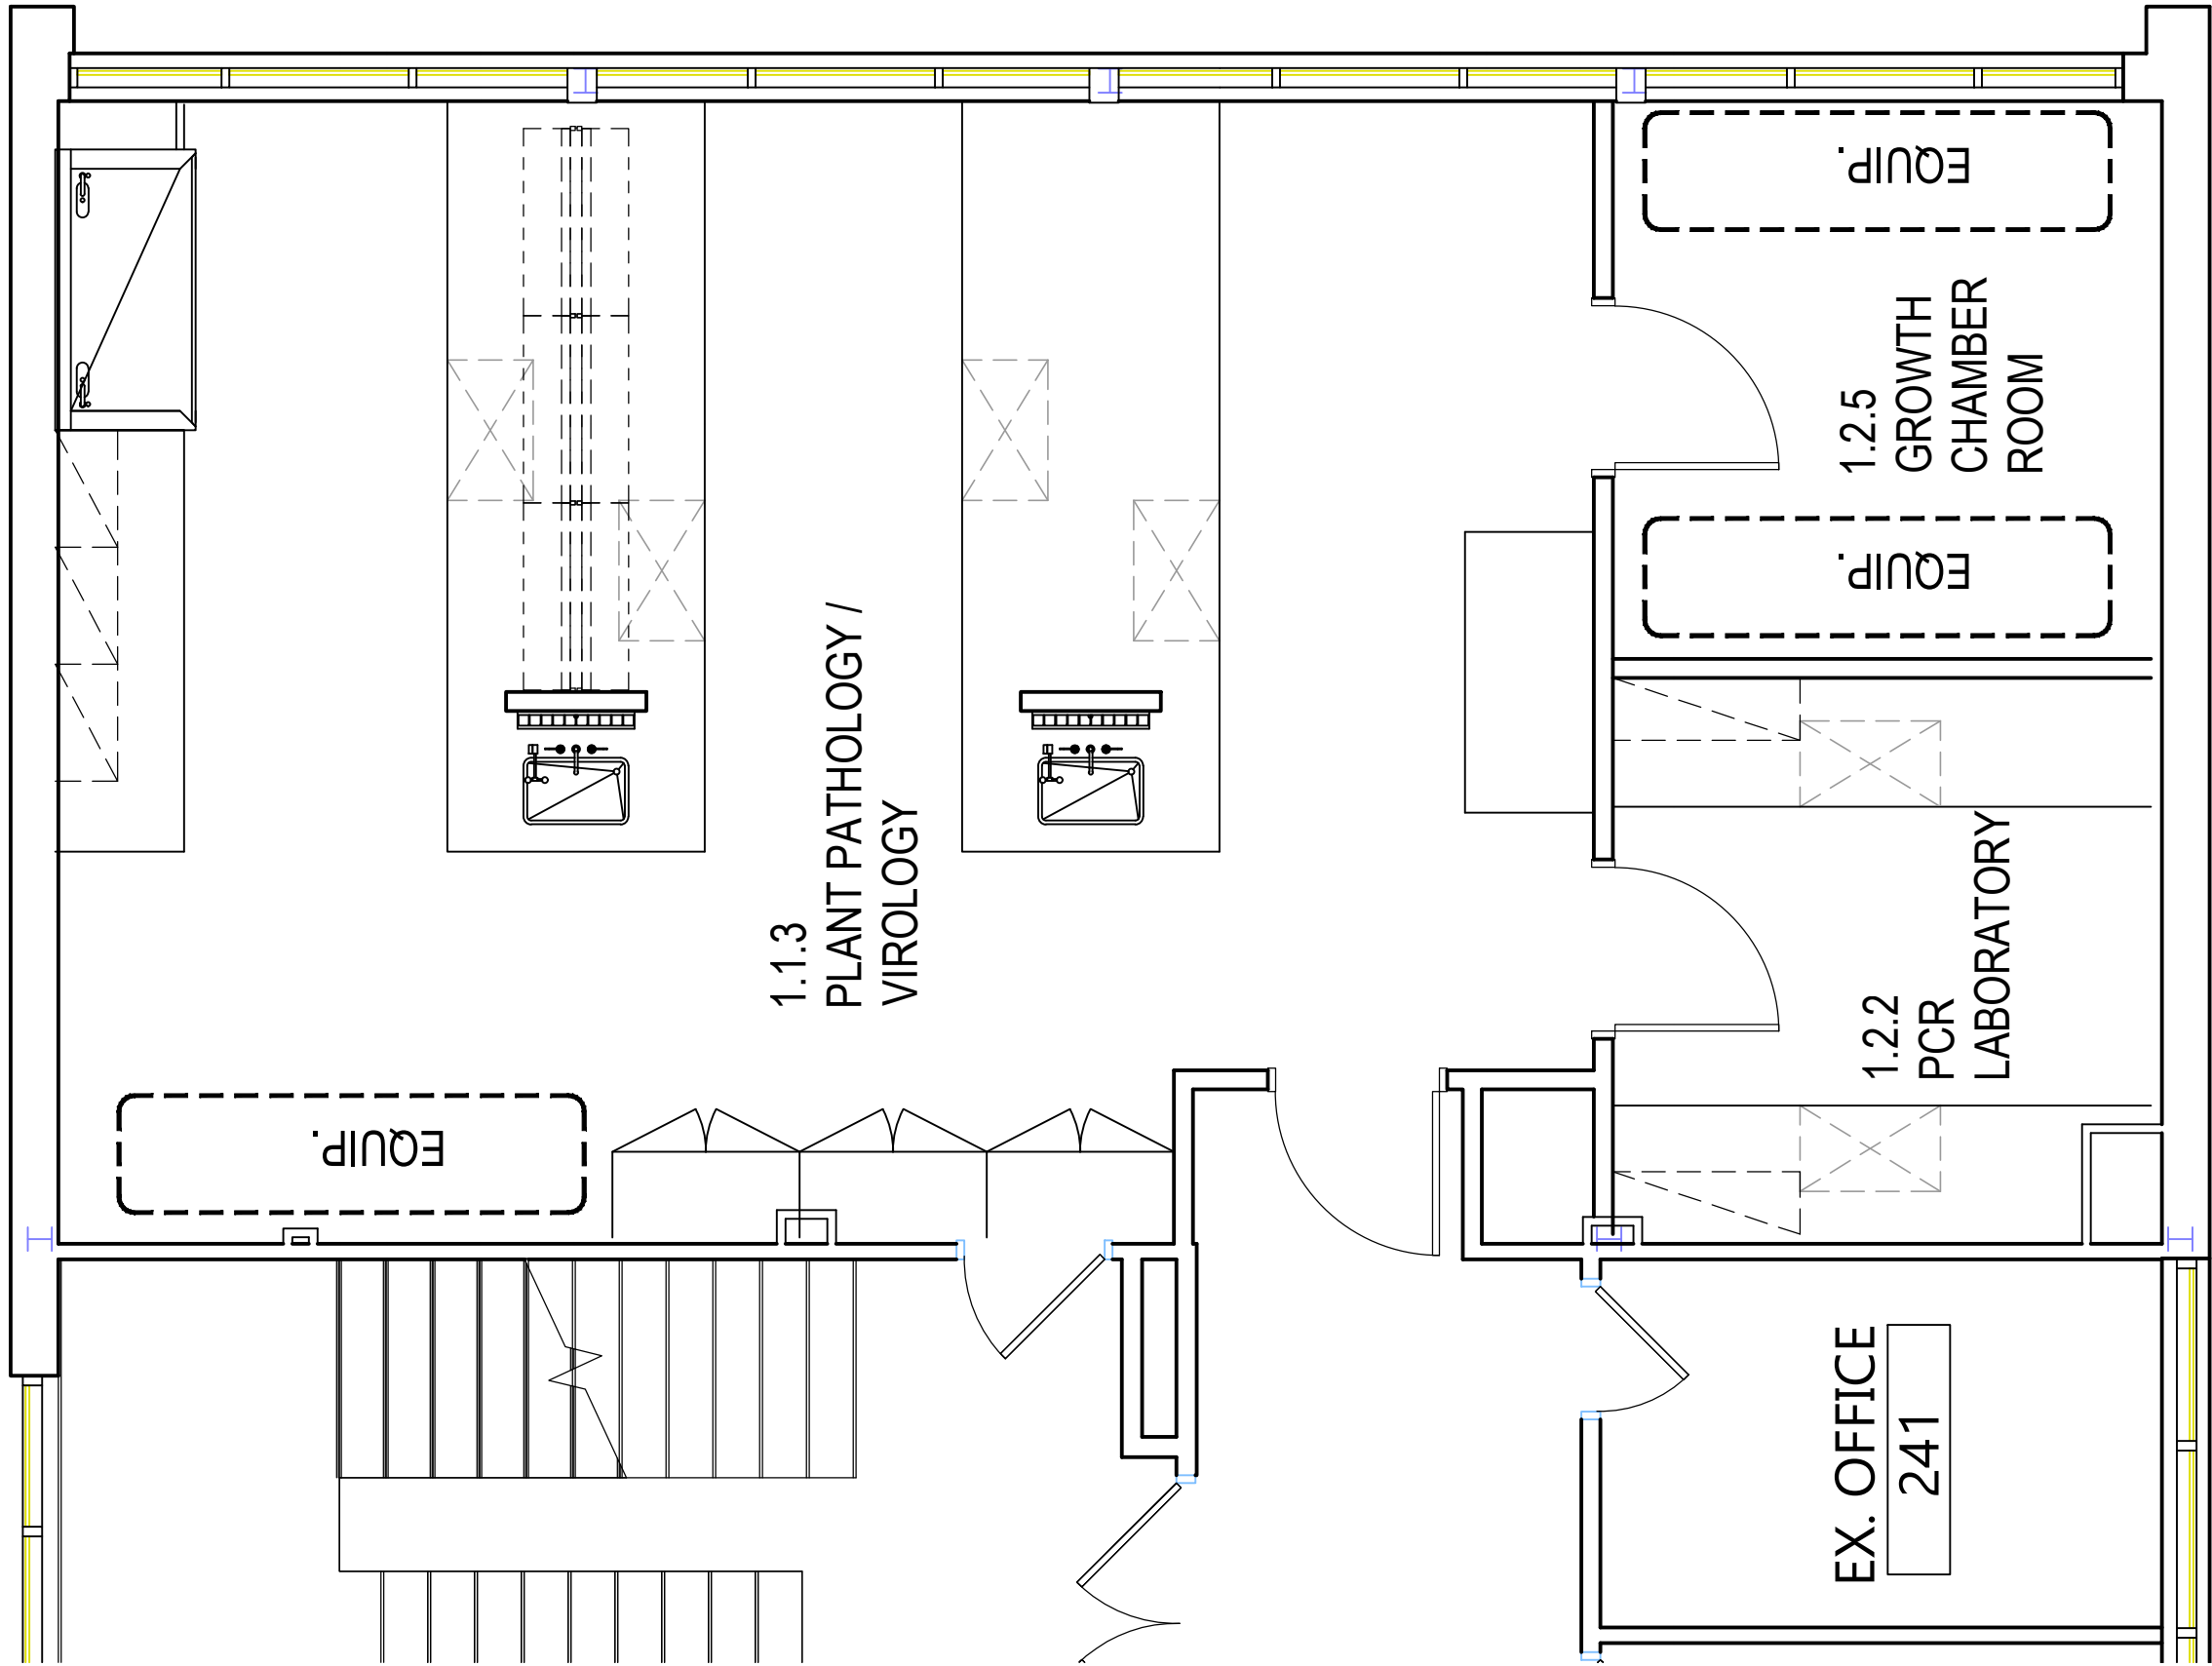 EQUIP.
1.2.5
GROWTH
CHAMBER
ROOM
EQUIP.
1.1.3
PLANT PATHOLOGY /
VIROLOGY
1.2.2
PCR
LABORATORY
EQUIP.
EX. OFFICE
241